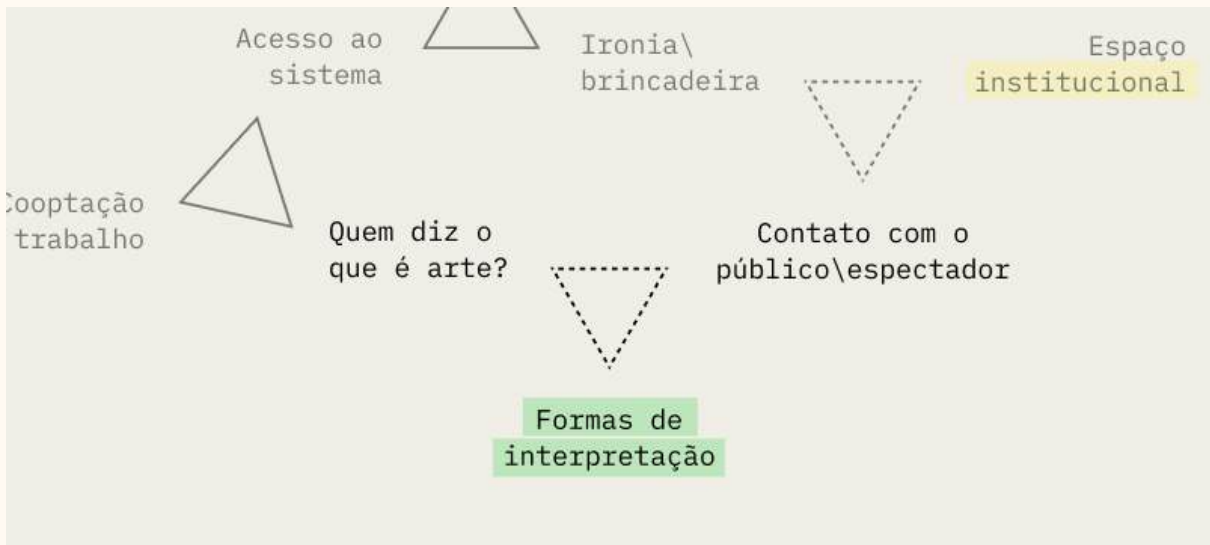 Acesso ao
sistema
Ironia\
brincadeira
Espaço
institucional
Cooptação
trabalho
Quem diz o
que é arte?
Contato com o
público\espectador
Formas de
interpretação